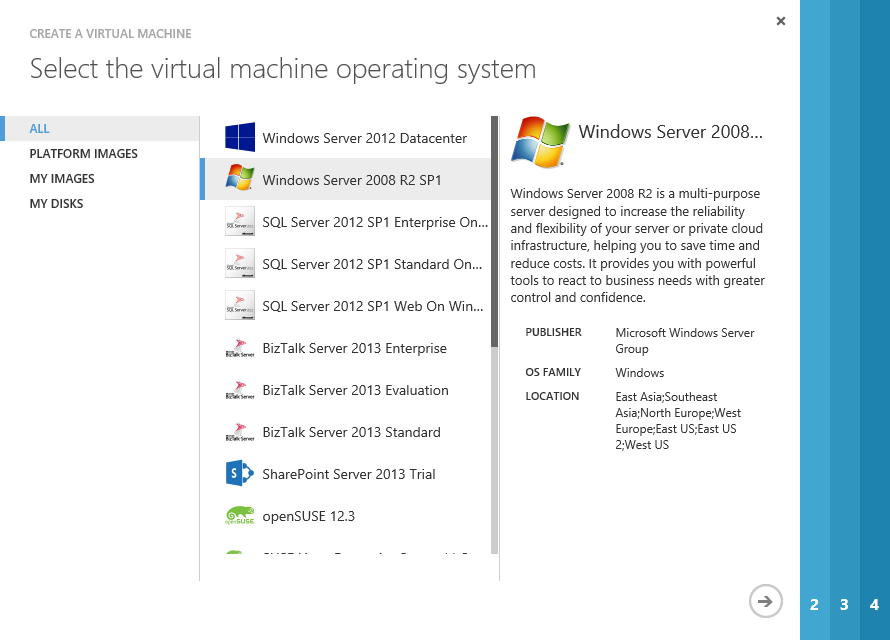 CREATE A VIRTUAL MACHINE
Select the virtual machine operating system
ALL
PLATFORM IMAGES
MY IMAGES
MY DISKS
Windows Server 2012 Datacenter
Windows Server 2008 R2 SP1
SQL Server 2012 SP1 Enterprise On...
SQL Server 2012 SP1 Standard On...
SQL Server 2012 SP1 Web On Win...
BizTalk Server 2013 Enterprise
BizTalk Server 2013 Evaluation
BizTalk Server 2013 Standard
SharePoint Server 2013 Trial
openSUSE 12.3
Windows Server 2008...
Windows Server 2008 R2 is a multi-purpose
server designed to increase the reliability
and flexibility of your server or private cloud
infrastructure, helping you to save time and
reduce costs. It provides you with powerful
tools to react to business needs with greater
control and confidence.
PUBLISHER Microsoft Windows Server
Group
OS FAMILY Windows
LOCATION East Asia;Southeast
Asia;North Europe;West
Europe;East US;East US
2;West US
2 3 4